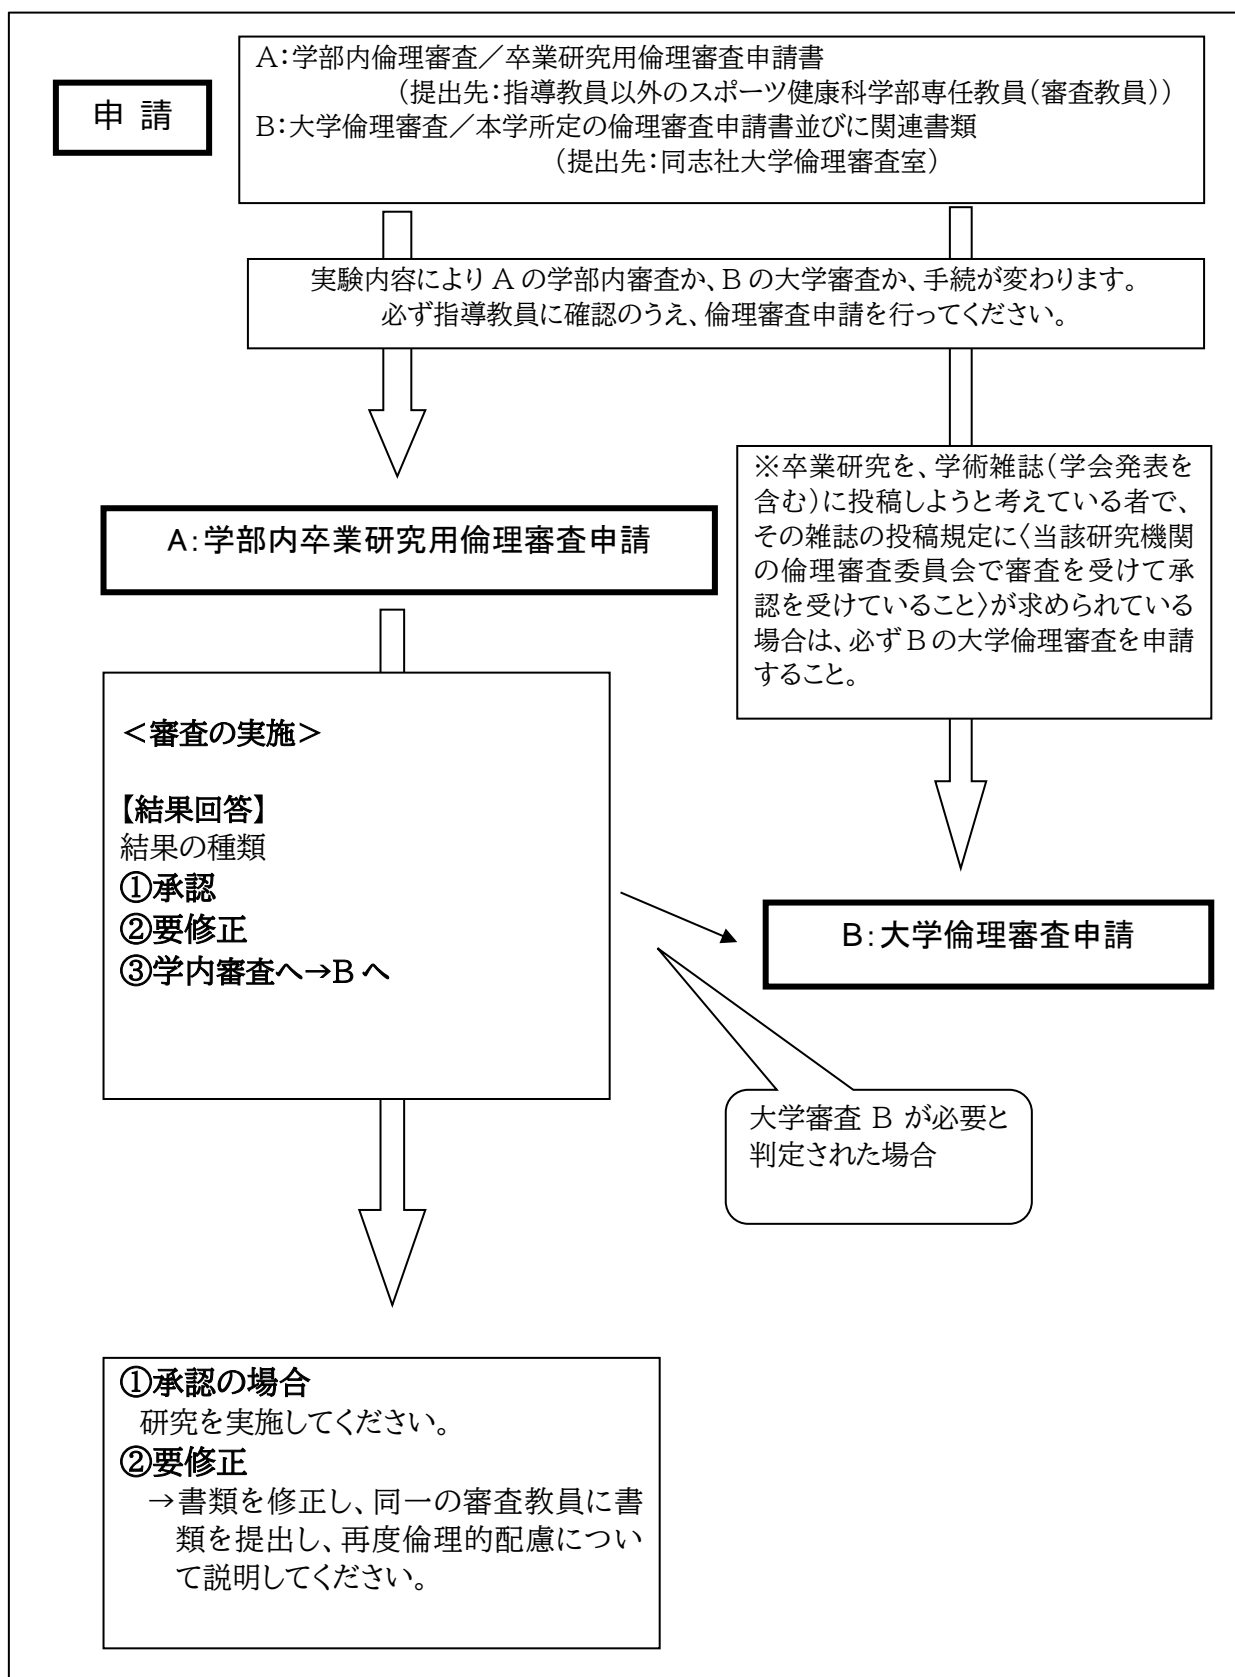 申 請
A:学部内倫理審査／卒業研究用倫理審査申請書
(提出先:指導教員以外のスポーツ健康科学部専任教員(審査教員))
B:大学倫理審査／本学所定の倫理審査申請書並びに関連書類
(提出先:同志社大学倫理審査室)
実験内容により A の学部内審査か、B の大学審査か、手続が変わります。
必ず指導教員に確認のうえ、倫理審査申請を行ってください。
※卒業研究を、学術雑誌(学会発表を
含む)に投稿しようと考えている者で、
その雑誌の投稿規定に〈当該研究機関
の倫理審査委員会で審査を受けて承
認を受けていること〉が求められている
場合は、必ず B の大学倫理審査を申請
すること。
A:学部内卒業研究用倫理審査申請
＜審査の実施＞
【結果回答】
結果の種類
①承認
②要修正
③学内審査へ→B へ
B:大学倫理審査申請
大学審査 B が必要と
判定された場合
①承認の場合
研究を実施してください。
②要修正
→書類を修正し、同一の審査教員に書
類を提出し、再度倫理的配慮につい
て説明してください。